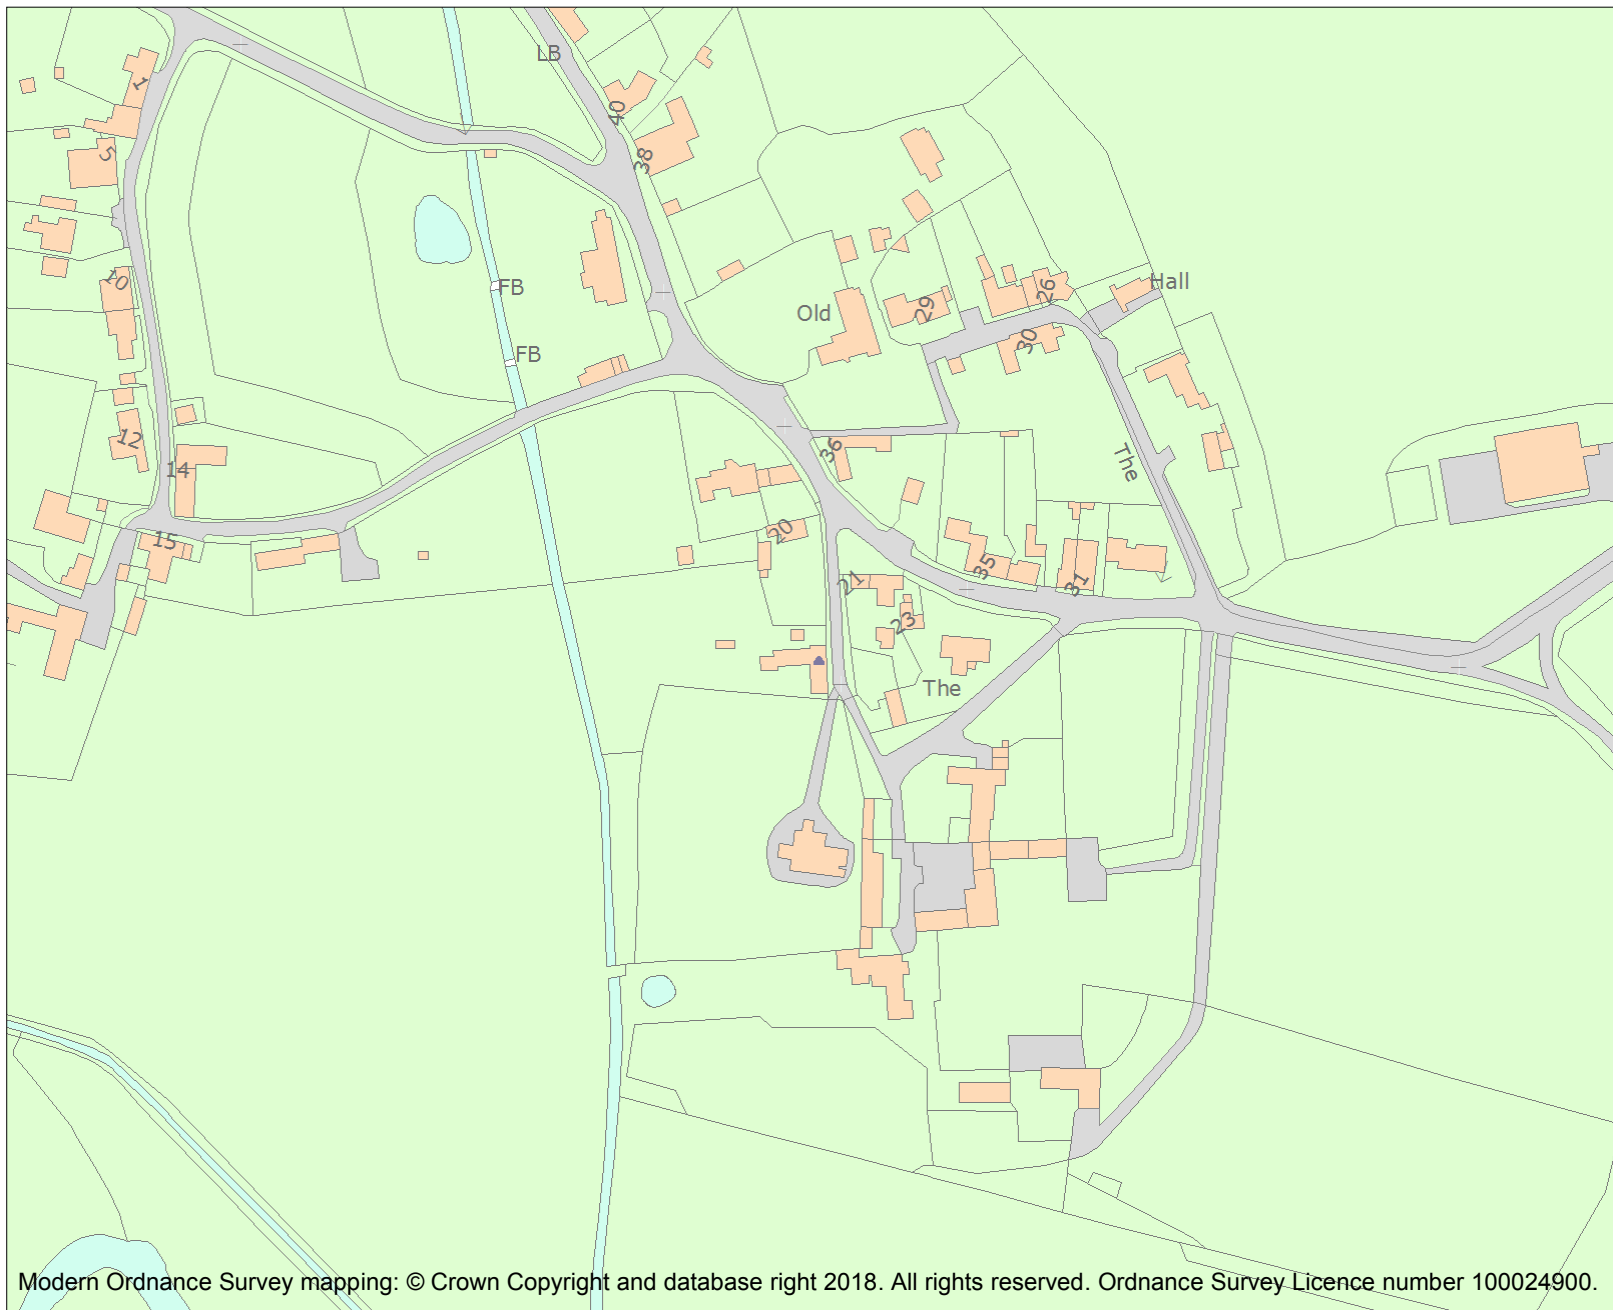 LB
1
40
5
38
10
FB
Hall
26
Old
29
30
FB
12
36
The
14
20
15
35
21
31
23
The
Modern Ordnance Survey mapping: © Crown Copyright and database right 2018. All rights reserved. Ordnance Survey Licence number 100024900.